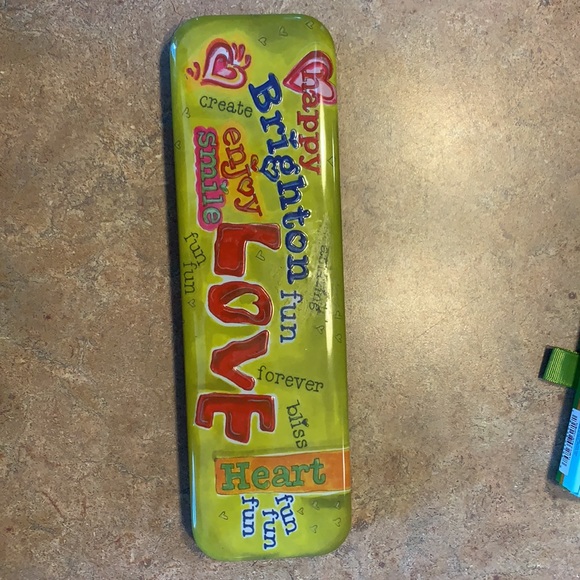 happy
Brighton
create
enjoy
smile
LOVE
fun
fun fun
forever
bliss
Heart
fun
fun
fun